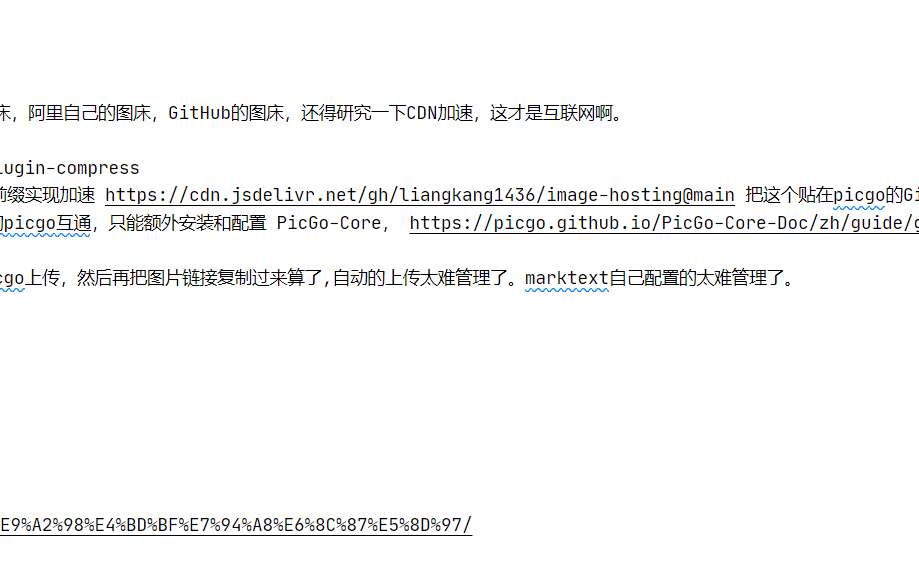 床，阿里自己的图床，GitHub的图床，还得研究一下CDN加速，这才是互联网啊。
lugin-compress
前缀实现加速 https://cdn.jsdelivr.net/gh/liangkang1436/image-hosting@main 把这个贴在picgo的Gi
的picgo互通，只能额外安装和配置 PicGo-Core， https://picgo.github.io/PicGo-Core-Doc/zh/guide/g
cgo上传，然后再把图片链接复制过来算了,自动的上传太难管理了。marktext自己配置的太难管理了。
E9%A2%98%E4%BD%BF%E7%94%A8%E6%8C%87%E5%8D%97/